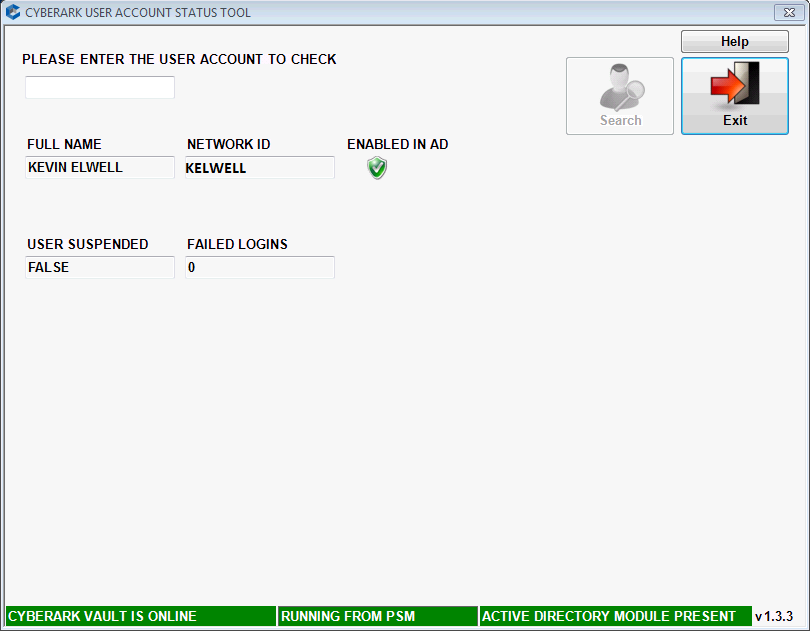 CYBERARK USER ACCOUNT STATUS TOOL
Help
PLEASE ENTER THE USER ACCOUNT TO CHECK
Search
Exit
FULL NAME NETWORK ID ENABLED IN AD
KEVIN ELWELL KELWELL
USER SUSPENDED FAILED LOGINS
FALSE 0
CYBERARK VAULT IS ONLINE RUNNING FROM PSM ACTIVE DIRECTORY MODULE PRESENT v 1.3.3